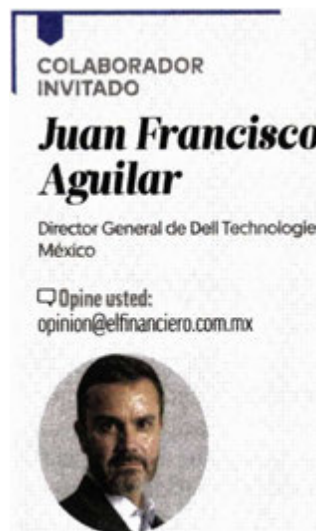 COLABORADOR
INVITADO
Juan Francisco
Aguilar
Director General de Dell Technologie
México
Opine usted:
opinion@elfinanciero.com.mx